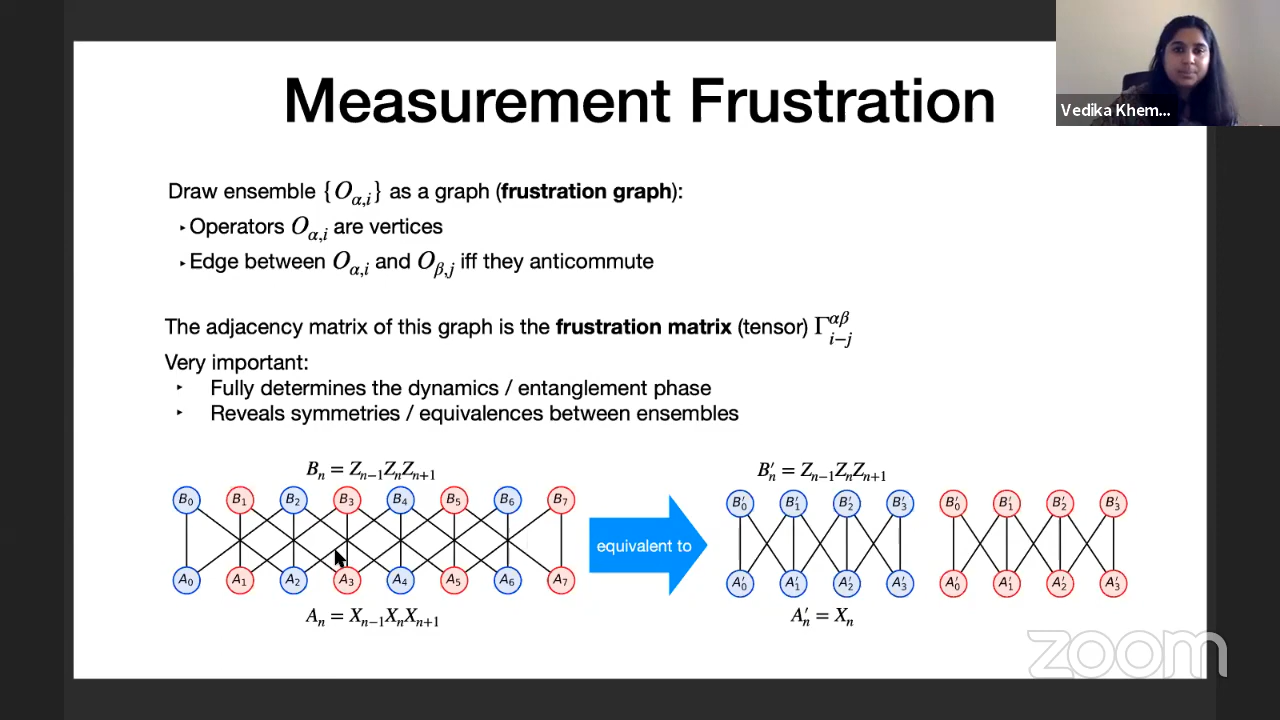 Measurement Frustration
Vedika Khem...
Draw ensemble {O_{α,i}} as a graph (frustration graph):
‣ Operators O_{α,i} are vertices
‣ Edge between O_{α,i} and O_{β,j} iff they anticommute
The adjacency matrix of this graph is the frustration matrix (tensor) Γ^{αβ}_{i−j}
Very important:
‣ Fully determines the dynamics / entanglement phase
‣ Reveals symmetries / equivalences between ensembles
B_n = Z_{n−1}Z_nZ_{n+1}
B_0 B_1 B_2 B_3 B_4 B_5 B_6 B_7
A_0 A_1 A_2 A_3 A_4 A_5 A_6 A_7
A_n = X_{n−1}X_nX_{n+1}
equivalent to
B′_n = Z_{n−1}Z_nZ_{n+1}
B′_0 B′_1 B′_2 B′_3 B′_0 B′_1 B′_2 B′_3
A′_0 A′_1 A′_2 A′_3 A′_0 A′_1 A′_2 A′_3
A′_n = X_n
zoom